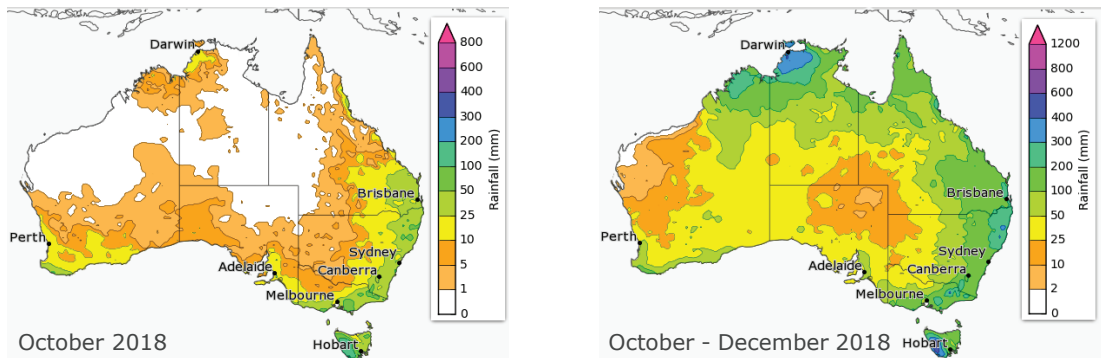 Darwin
Brisbane
Perth
Sydney
Adelaide
Canberra
Melbourne
Hobart
October 2018
800
600
400
300
200
100
50
25
10
5
1
0
Rainfall (mm)
Darwin
Brisbane
Perth
Sydney
Adelaide
Canberra
Melbourne
Hobart
October - December 2018
1200
800
600
400
300
200
100
50
25
10
2
0
Rainfall (mm)